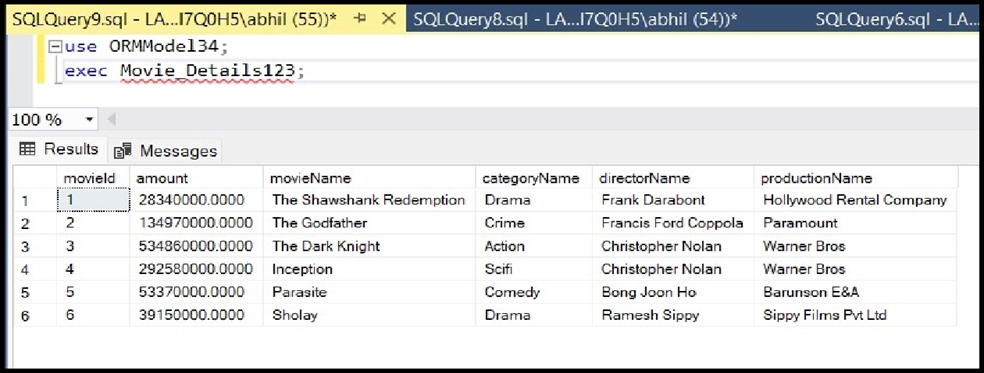 SQLQuery9.sql - LA...I7Q0H5\abhil (55))* SQLQuery8.sql - LA...I7Q0H5\abhil (54))* SQLQuery6.sql - LA...
use ORMModel34;
exec Movie_Details123;
100 %
Results Messages
movieId amount movieName categoryName directorName productionName
1 1 28340000.0000 The Shawshank Redemption Drama Frank Darabont Hollywood Rental Company
2 2 134970000.0000 The Godfather Crime Francis Ford Coppola Paramount
3 3 534860000.0000 The Dark Knight Action Christopher Nolan Warner Bros
4 4 292580000.0000 Inception Scifi Christopher Nolan Warner Bros
5 5 53370000.0000 Parasite Comedy Bong Joon Ho Barunson E&A
6 6 39150000.0000 Sholay Drama Ramesh Sippy Sippy Films Pvt Ltd